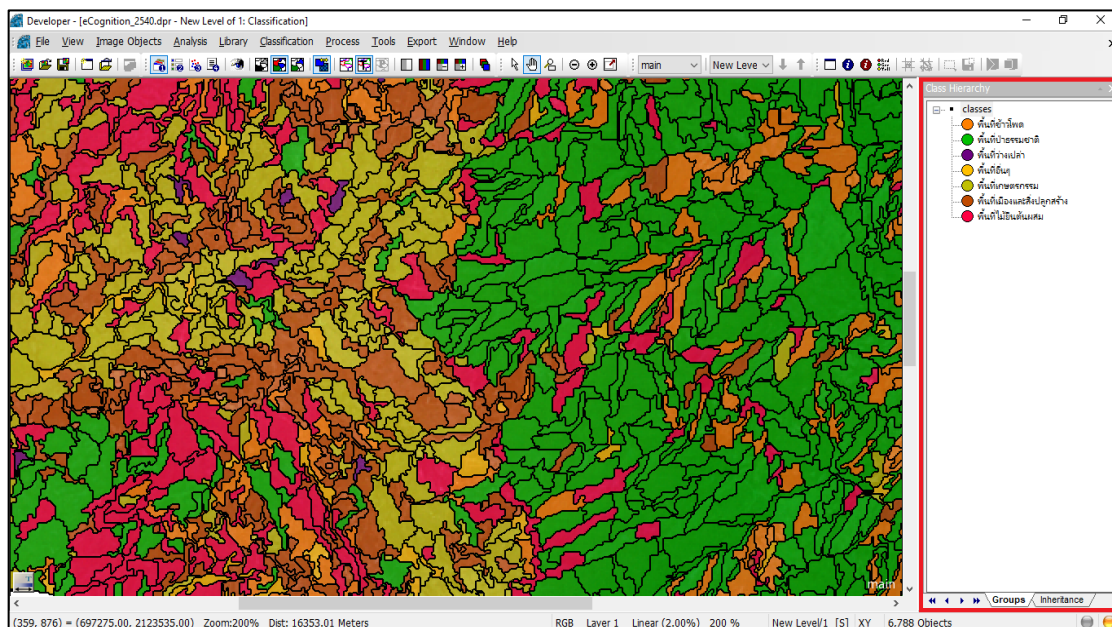 Developer - [eCognition_2540.dpr - New Level of 1: Classification]
File View Image Objects Analysis Library Classification Process Tools Export Window Help
main New Leve
Class Hierarchy
classes
พื้นที่ข้าวโพด
พื้นที่ป่าธรรมชาติ
พื้นที่ว่างเปล่า
พื้นที่อื่นๆ
พื้นที่เกษตรกรรม
พื้นที่เมืองและสิ่งปลูกสร้าง
พื้นที่ไม้ยืนต้นผสม
main
Groups Inheritance
(359, 876) = (697275.00, 2123535.00) Zoom:200% Dist: 16353.01 Meters RGB Layer 1 Linear (2.00%) 200 % New Level/1 [S] XY 6,788 Objects